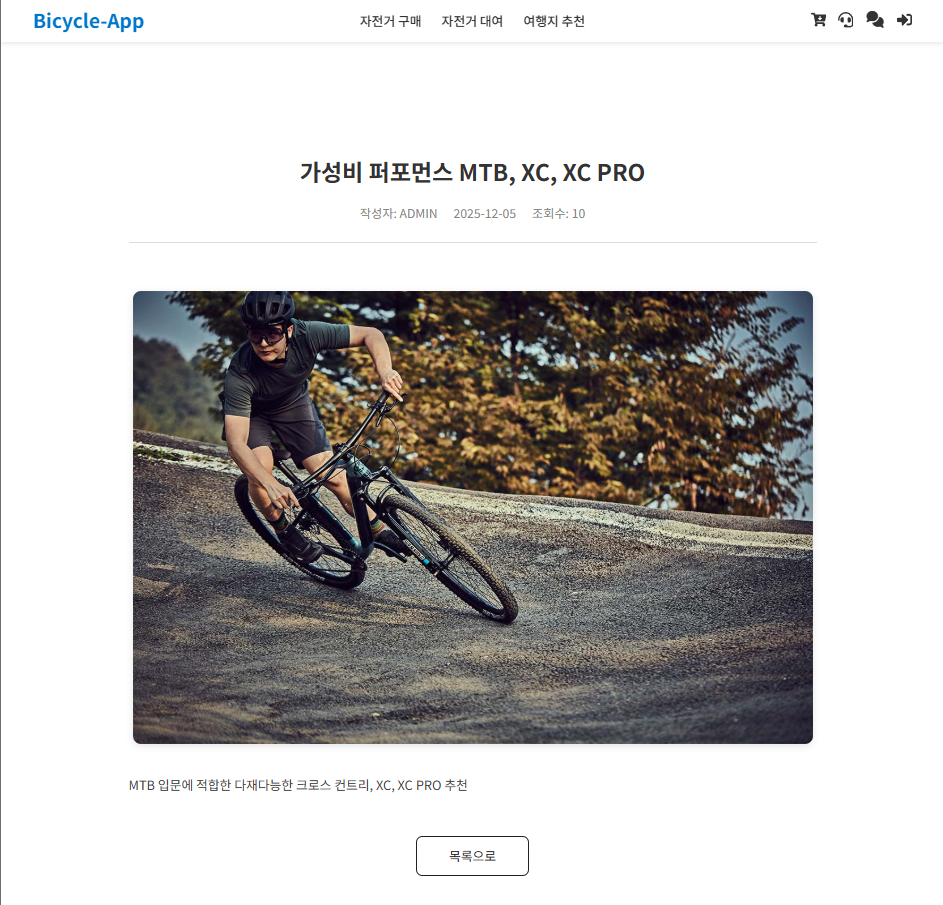 Bicycle-App
자전거 구매 자전거 대여 여행지 추천
가성비 퍼포먼스 MTB, XC, XC PRO
작성자: ADMIN 2025-12-05 조회수: 10
MTB 입문에 적합한 다재다능한 크로스 컨트리, XC, XC PRO 추천
목록으로